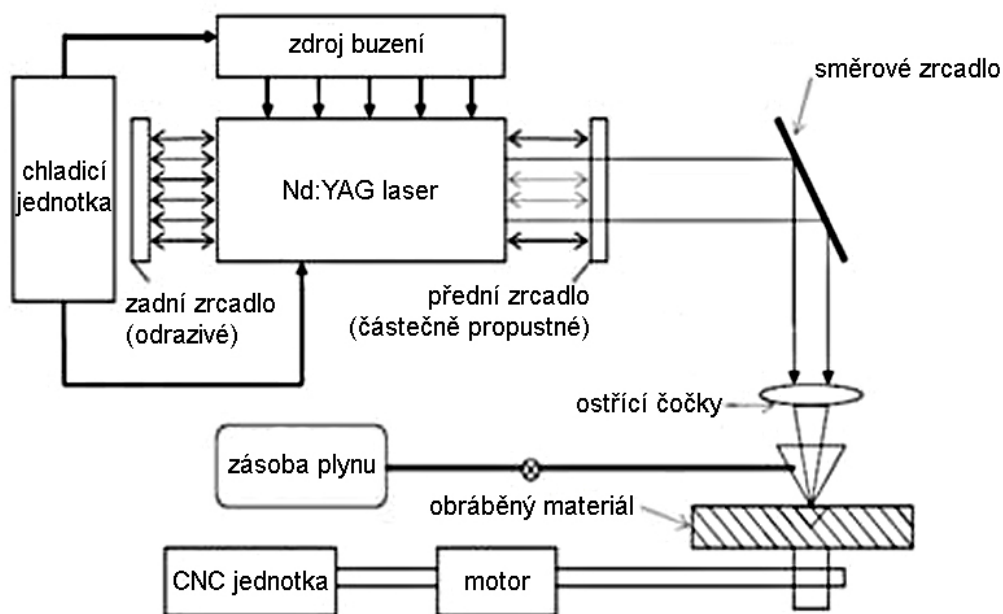 zdroj buzení
směrové zrcadlo
chladicí
jednotka
Nd:YAG laser
zadní zrcadlo
(odrazivé)
přední zrcadlo
(částečně propustné)
ostřící čočky
zásoba plynu
obráběný materiál
CNC jednotka
motor